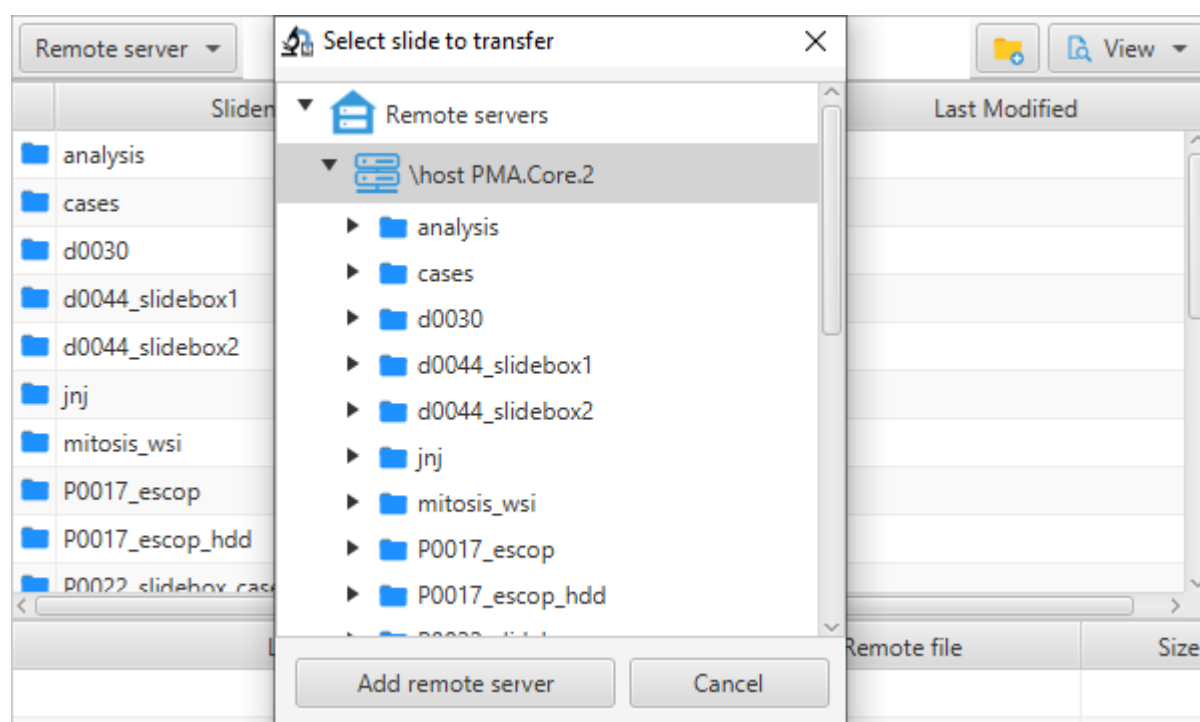 Remote server
View
Sliden
Last Modified
analysis
cases
d0030
d0044_slidebox1
d0044_slidebox2
jnj
mitosis_wsi
P0017_escop
P0017_escop_hdd
P0022_slidebox_case
Remote file
Size
Select slide to transfer
Remote servers
\host PMA.Core.2
analysis
cases
d0030
d0044_slidebox1
d0044_slidebox2
jnj
mitosis_wsi
P0017_escop
P0017_escop_hdd
Add remote server
Cancel